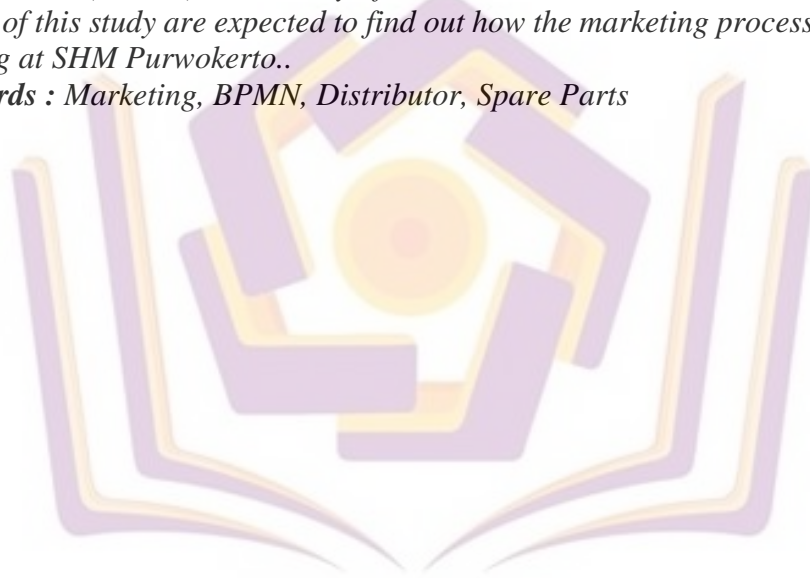 of this study are expected to find out how the marketing process
g at SHM Purwokerto..
rds : Marketing, BPMN, Distributor, Spare Parts